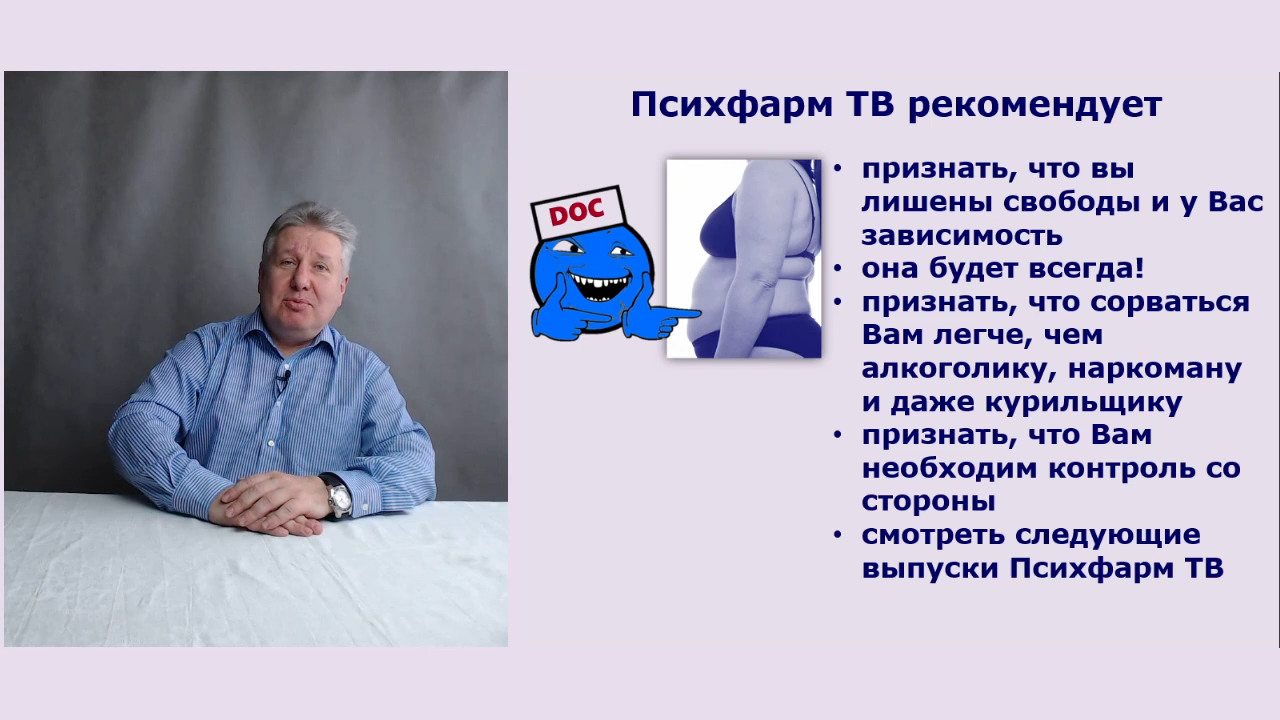 Психфарм ТВ рекомендует
DOC
• признать, что вы
лишены свободы и у Вас
зависимость
• она будет всегда!
• признать, что сорваться
Вам легче, чем
алкоголику, наркоману
и даже курильщику
• признать, что Вам
необходим контроль со
стороны
• смотреть следующие
выпуски Психфарм ТВ